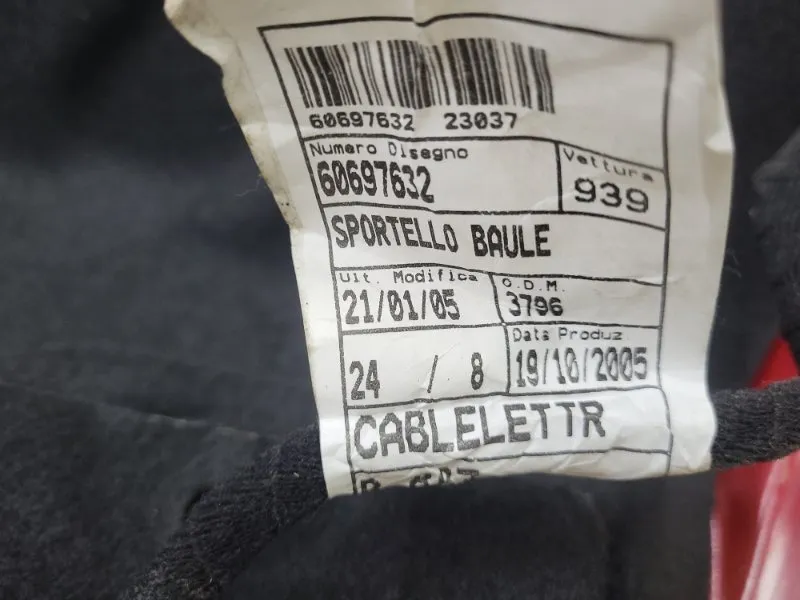 60697632 23037
Numero Disegno
60697632
Vettura
939
SPORTELLO BAULE
Ult. Modifica
21/01/05
O.D.M.
3796
24 / 8
Data Produz
19/10/2005
CABLELETTR